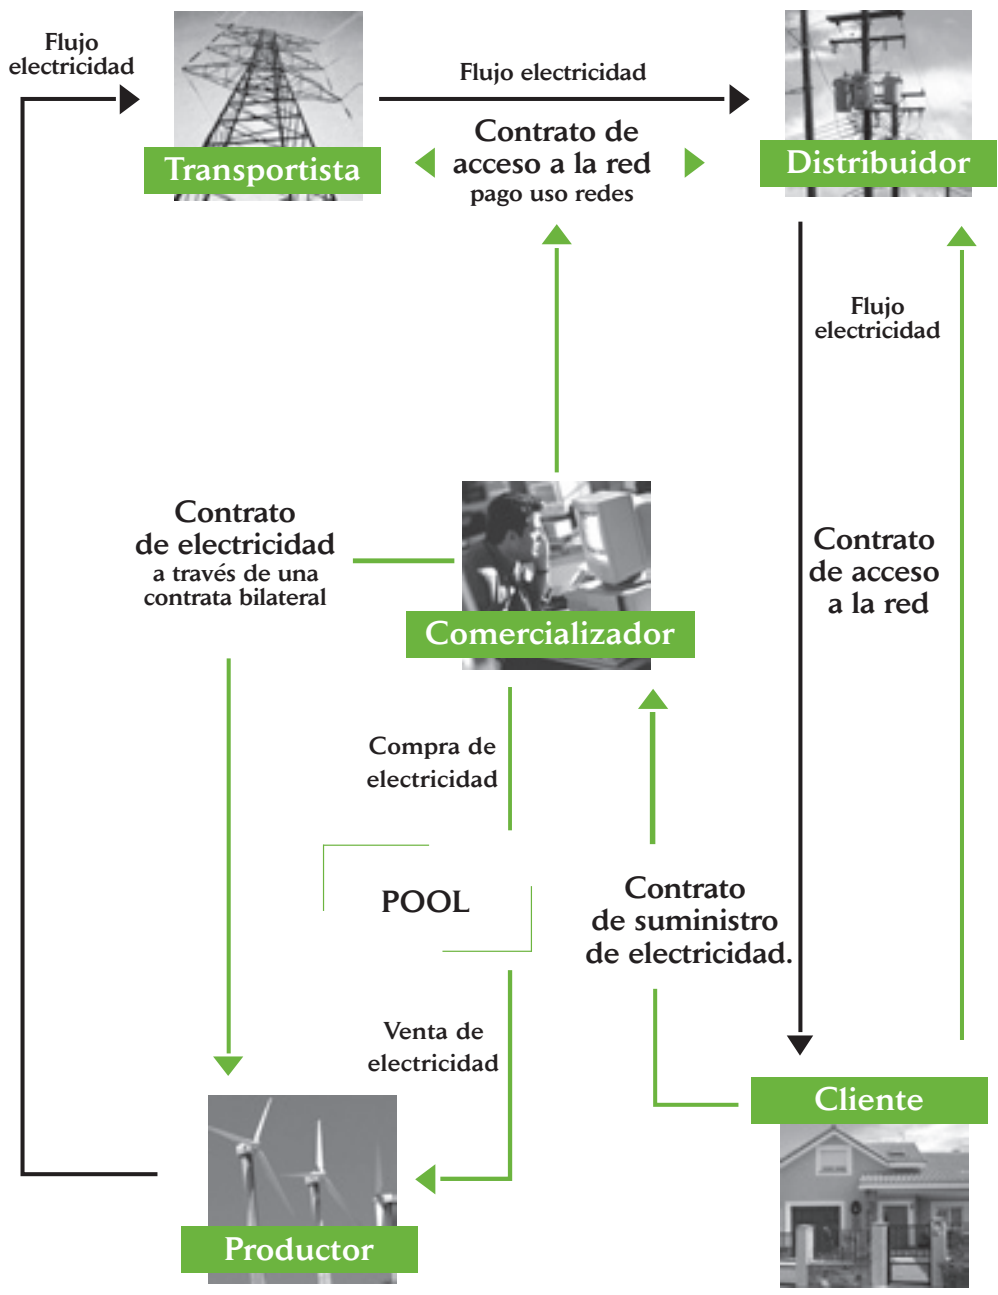 Flujo
electricidad
Flujo electricidad
Contrato de
acceso a la red
pago uso redes
Transportista
Distribuidor
Flujo
electricidad
Contrato
de electricidad
a través de una
contrata bilateral
Contrato
de acceso
a la red
Comercializador
Compra de
electricidad
POOL
Contrato
de suministro
de electricidad.
Venta de
electricidad
Cliente
Productor